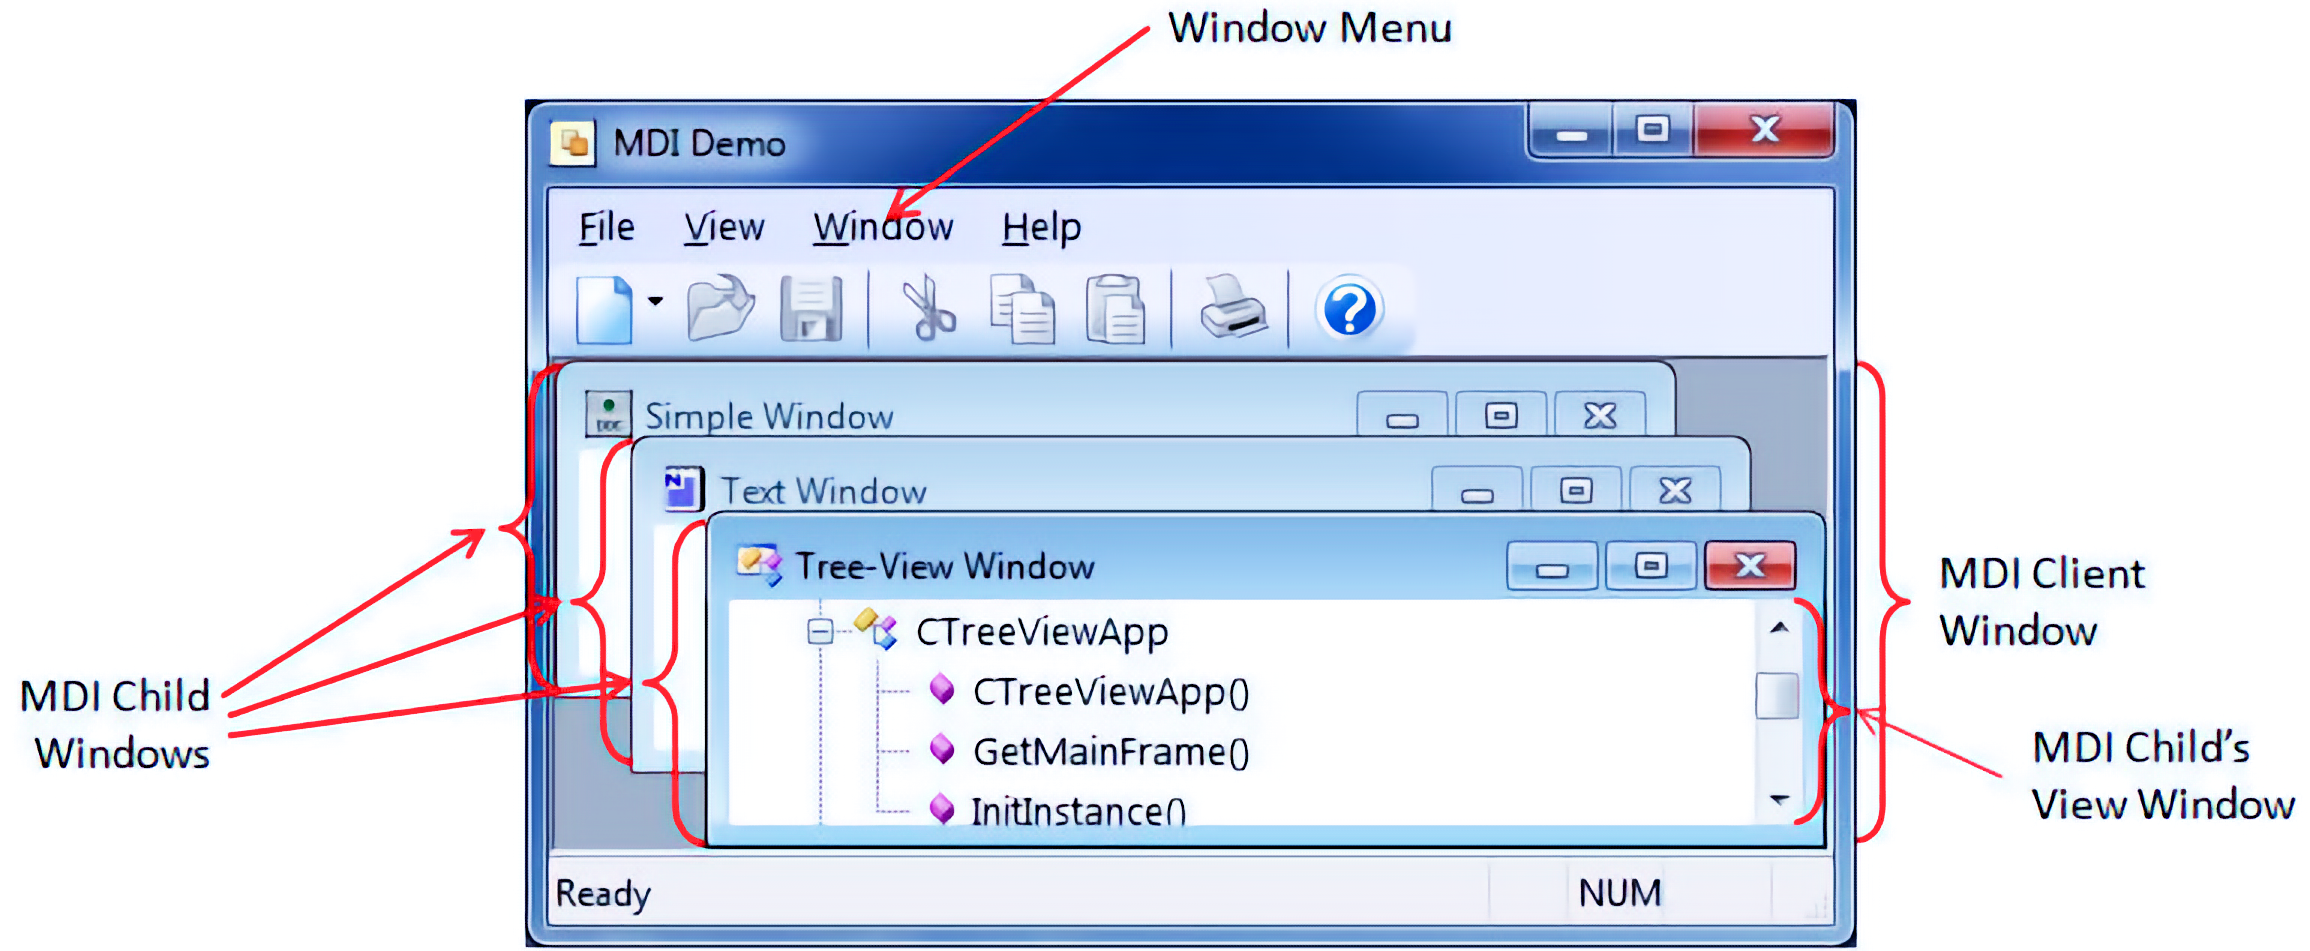 Window Menu
MDI Demo
File View Window Help
Simple Window
Text Window
Tree-View Window
CTreeViewApp
CTreeViewApp()
GetMainFrame()
InitInstance()
MDI Child
Windows
MDI Client
Window
MDI Child’s
View Window
Ready NUM